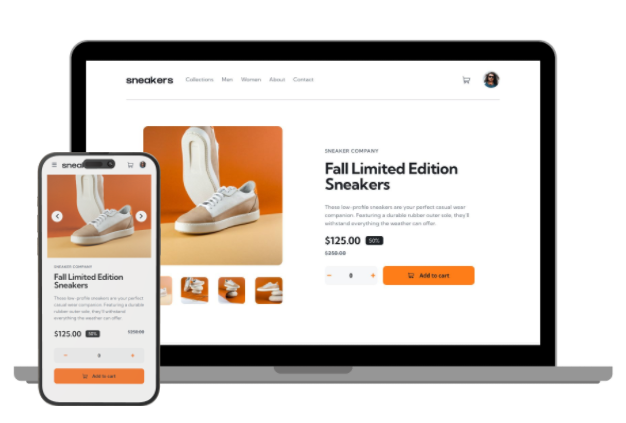 sneakers Collections Men Women About Contact
SNEAKER COMPANY
Fall Limited Edition
Sneakers
These low-profile sneakers are your perfect casual wear
companion. Featuring a durable rubber outer sole, they'll
withstand everything the weather can offer.
$125.00 50%
$250.00
− 0 + Add to cart
SNEAKER COMPANY
Fall Limited Edition
Sneakers
These low-profile sneakers are your perfect
casual wear companion. Featuring a durable
rubber outer sole, they'll withstand
everything the weather can offer.
$125.00 50% $250.00
− 0 +
Add to cart